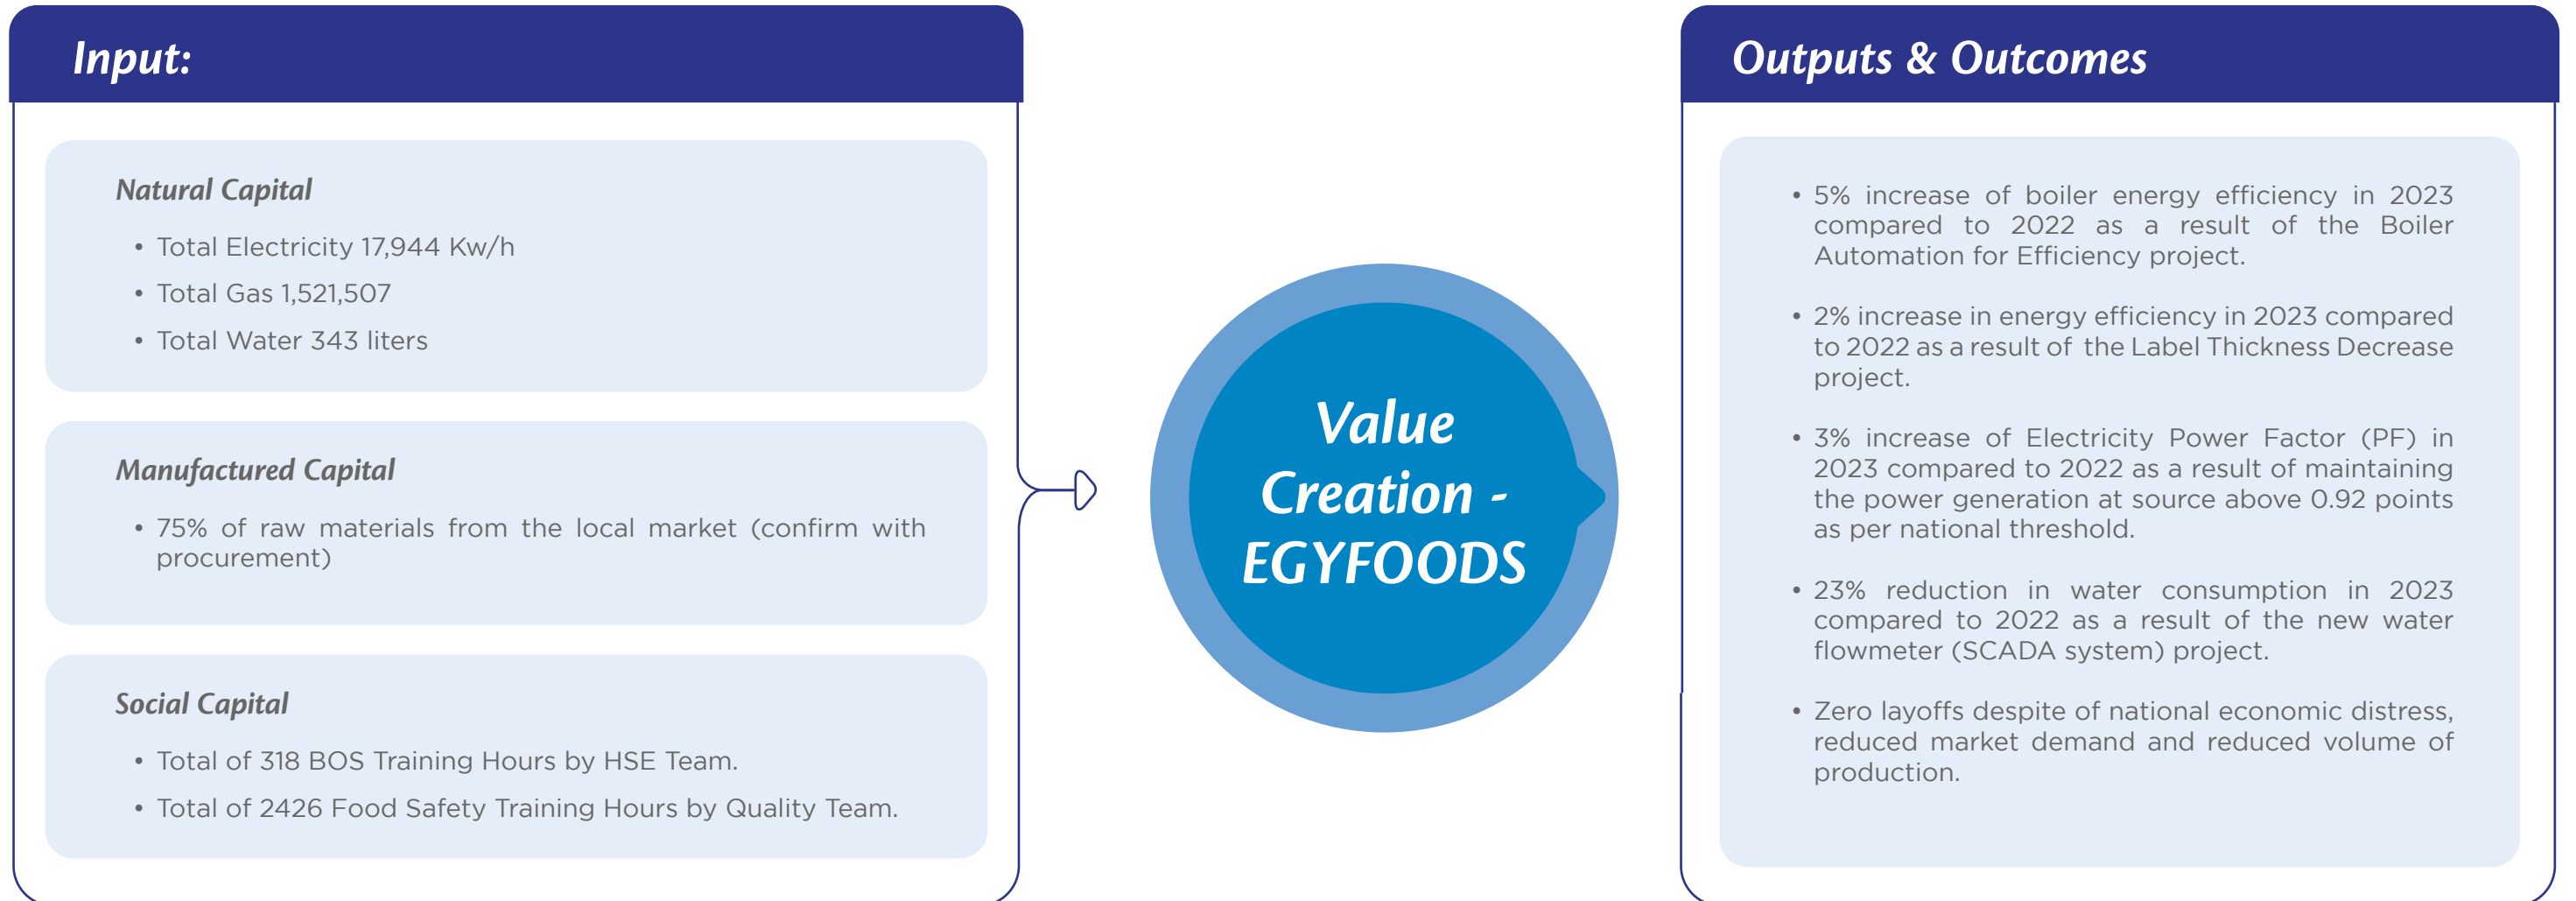 Input:
Natural Capital
• Total Electricity 17,944 Kw/h
• Total Gas 1,521,507
• Total Water 343 liters
Manufactured Capital
• 75% of raw materials from the local market (confirm with
procurement)
Social Capital
• Total of 318 BOS Training Hours by HSE Team.
• Total of 2426 Food Safety Training Hours by Quality Team.
Value
Creation -
EGYFOODS
Outputs & Outcomes
• 5% increase of boiler energy efficiency in 2023
compared to 2022 as a result of the Boiler
Automation for Efficiency project.
• 2% increase in energy efficiency in 2023 compared
to 2022 as a result of the Label Thickness Decrease
project.
• 3% increase of Electricity Power Factor (PF) in
2023 compared to 2022 as a result of maintaining
the power generation at source above 0.92 points
as per national threshold.
• 23% reduction in water consumption in 2023
compared to 2022 as a result of the new water
flowmeter (SCADA system) project.
• Zero layoffs despite of national economic distress,
reduced market demand and reduced volume of
production.